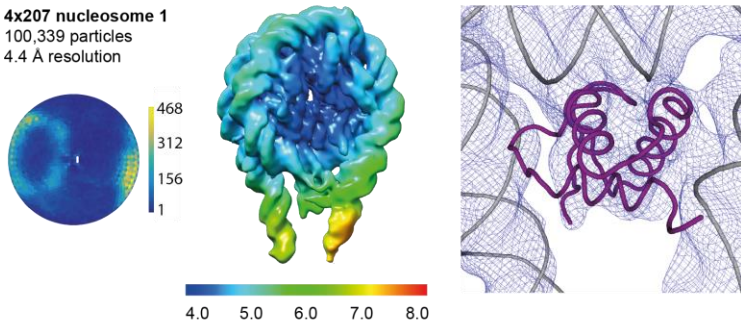 4x207 nucleosome 1
100,339 particles
4.4 Å resolution
468
312
156
1
4.0 5.0 6.0 7.0 8.0